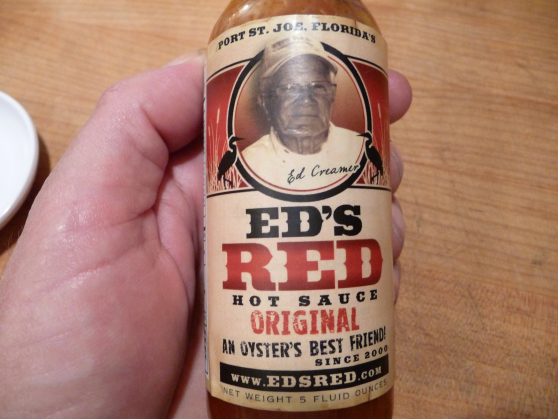 PORT ST. JOE, FLORIDA'S
Ed Creamer
ED'S
RED
HOT SAUCE
ORIGINAL
AN OYSTER'S BEST FRIEND!
SINCE 2000
WWW.EDSRED.COM
NET WEIGHT 5 FLUID OUNCES